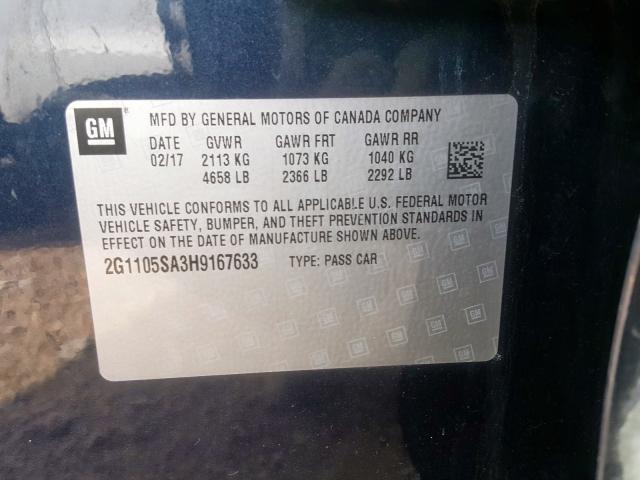 GM
MFD BY GENERAL MOTORS OF CANADA COMPANY
DATE GVWR GAWR FRT GAWR RR
02/17 2113 KG 1073 KG 1040 KG
4658 LB 2366 LB 2292 LB
THIS VEHICLE CONFORMS TO ALL APPLICABLE U.S. FEDERAL MOTOR
VEHICLE SAFETY, BUMPER, AND THEFT PREVENTION STANDARDS IN
EFFECT ON THE DATE OF MANUFACTURE SHOWN ABOVE.
2G1105SA3H9167633 TYPE: PASS CAR